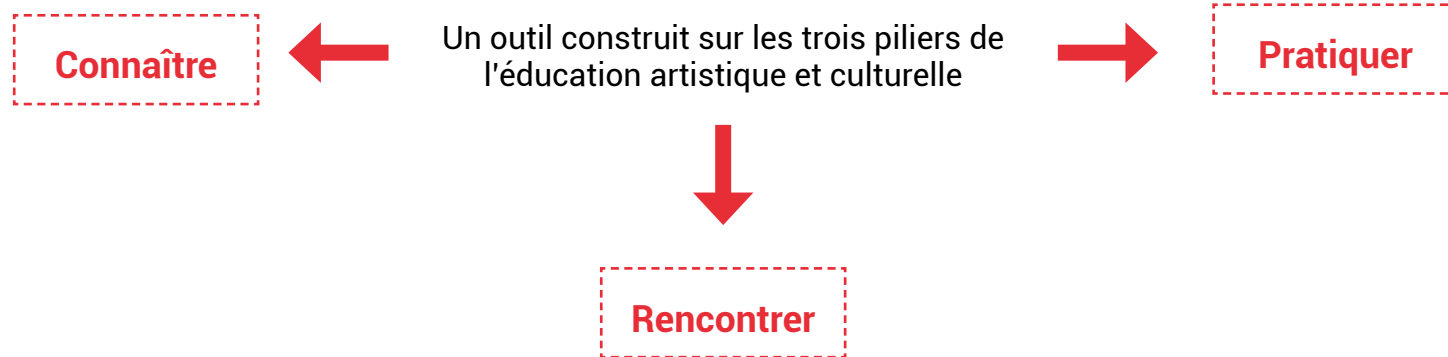 Connaître
Un outil construit sur les trois piliers de
l'éducation artistique et culturelle
Pratiquer
Rencontrer